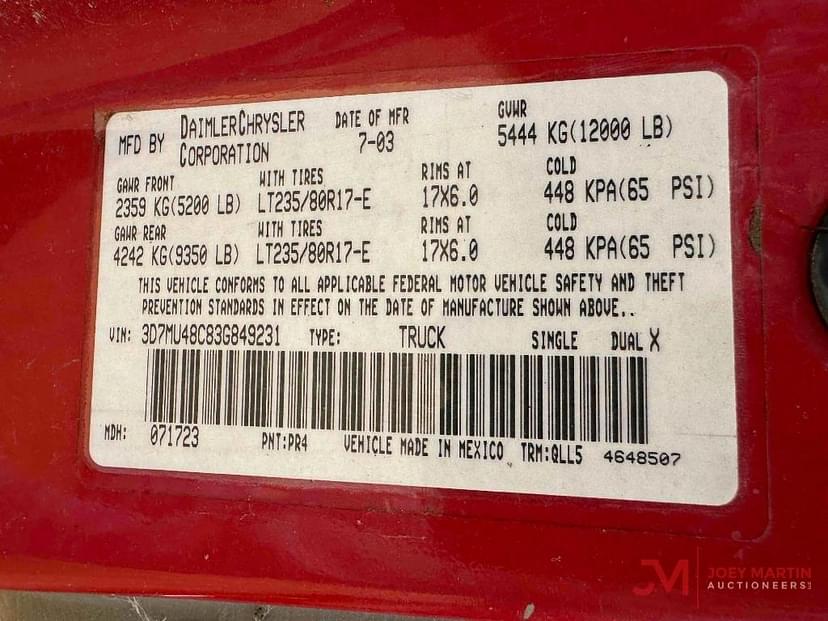 MFD BY DAIMLERCHRYSLER CORPORATION
DATE OF MFR 7-03
GVWR 5444 KG(12000 LB)
GAWR FRONT WITH TIRES RIMS AT COLD
2359 KG(5200 LB) LT235/80R17-E 17X6.0 448 KPA(65 PSI)
GAWR REAR WITH TIRES RIMS AT COLD
4242 KG(9350 LB) LT235/80R17-E 17X6.0 448 KPA(65 PSI)
THIS VEHICLE CONFORMS TO ALL APPLICABLE FEDERAL MOTOR VEHICLE SAFETY AND THEFT
PREVENTION STANDARDS IN EFFECT ON THE DATE OF MANUFACTURE SHOWN ABOVE..
VIN: 3D7MU48C83G849231 TYPE: TRUCK SINGLE DUAL X
MDH: 071723 PNT:PR4 VEHICLE MADE IN MEXICO TRM:QLL5 4648507
JM JOEY MARTIN
AUCTIONEERS